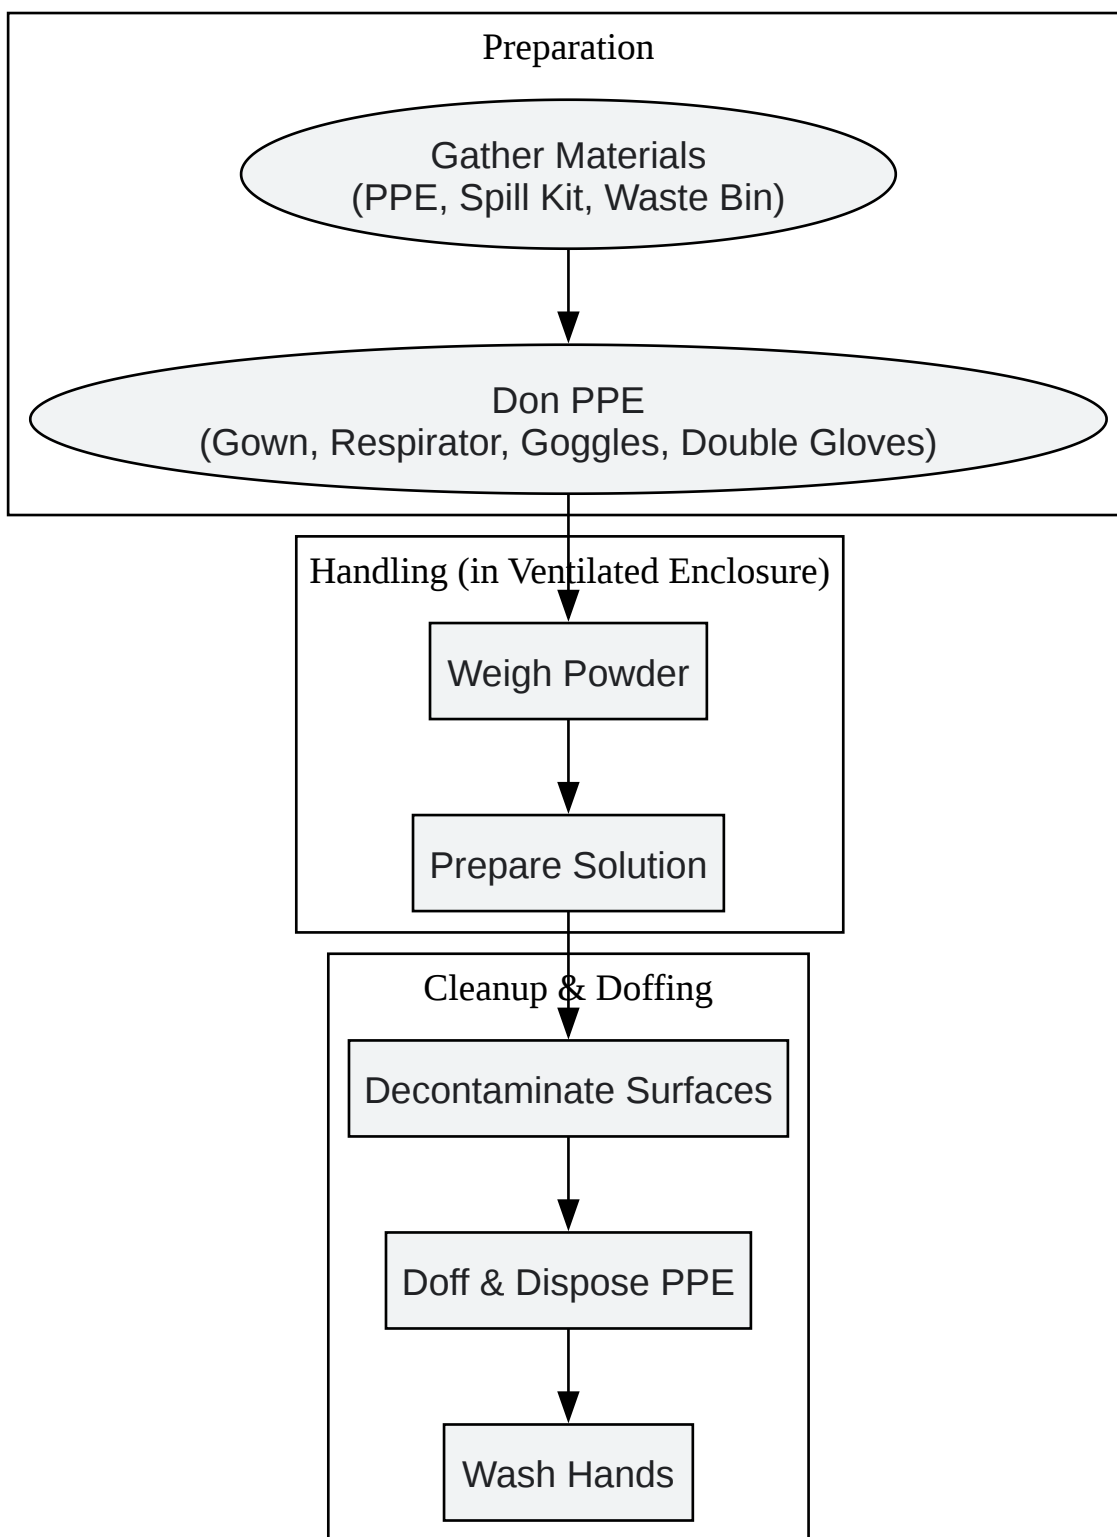 Preparation
Gather Materials
(PPE, Spill Kit, Waste Bin)
Don PPE
(Gown, Respirator, Goggles, Double Gloves)
Handling (in Ventilated Enclosure)
Weigh Powder
Prepare Solution
Cleanup & Doffing
Decontaminate Surfaces
Doff & Dispose PPE
Wash Hands